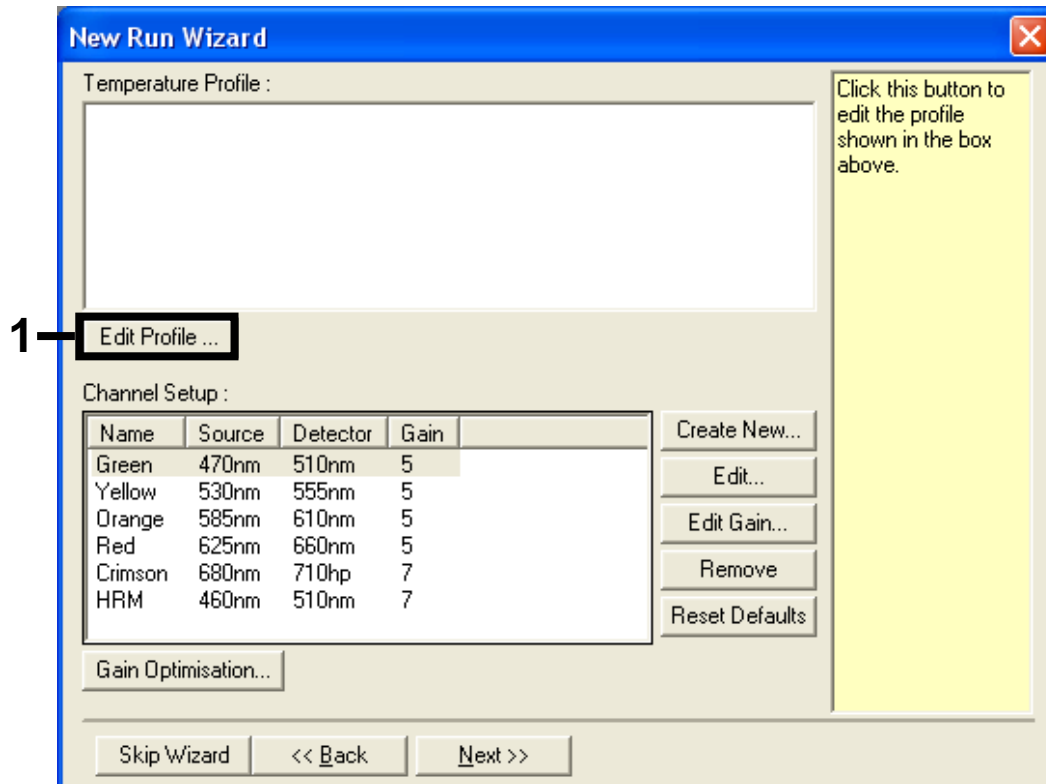 New Run Wizard
Temperature Profile :
Click this button to
edit the profile
shown in the box
above.
1
Edit Profile ...
Channel Setup :
Name Source Detector Gain
Green 470nm 510nm 5
Yellow 530nm 555nm 5
Orange 585nm 610nm 5
Red 625nm 660nm 5
Crimson 680nm 710hp 7
HRM 460nm 510nm 7
Create New...
Edit...
Edit Gain...
Remove
Reset Defaults
Gain Optimisation...
Skip Wizard << Back Next >>